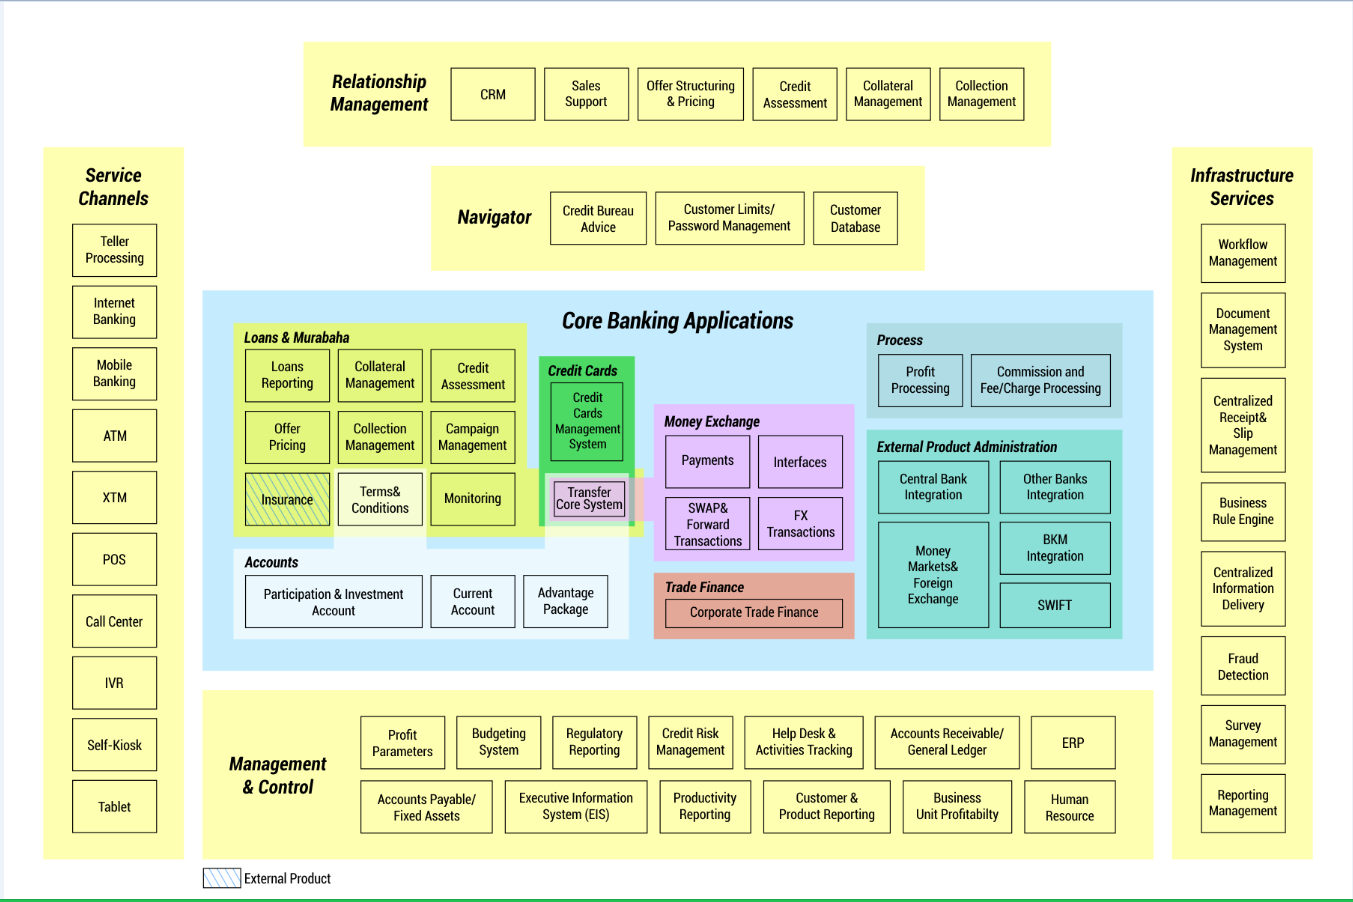 Relationship
Management
CRM
Sales
Support
Offer Structuring
& Pricing
Credit
Assessment
Collateral
Management
Collection
Management
Service
Channels
Teller
Processing
Internet
Banking
Mobile
Banking
ATM
XTM
POS
Call Center
IVR
Self-Kiosk
Tablet
Navigator
Credit Bureau
Advice
Customer Limits/
Password Management
Customer
Database
Core Banking Applications
Loans & Murabaha
Loans
Reporting
Collateral
Management
Credit
Assessment
Offer
Pricing
Collection
Management
Campaign
Management
Insurance
Terms&
Conditions
Monitoring
Credit Cards
Credit
Cards
Management
System
Transfer
Core System
Accounts
Participation & Investment
Account
Current
Account
Advantage
Package
Money Exchange
Payments
Interfaces
SWAP&
Forward
Transactions
FX
Transactions
Trade Finance
Corporate Trade Finance
Process
Profit
Processing
Commission and
Fee/Charge Processing
External Product Administration
Central Bank
Integration
Other Banks
Integration
Money
Markets&
Foreign
Exchange
BKM
Integration
SWIFT
Infrastructure
Services
Workflow
Management
Document
Management
System
Centralized
Receipt&
Slip
Management
Business
Rule Engine
Centralized
Information
Delivery
Fraud
Detection
Survey
Management
Reporting
Management
Management
& Control
Profit
Parameters
Budgeting
System
Regulatory
Reporting
Credit Risk
Management
Help Desk &
Activities Tracking
Accounts Receivable/
General Ledger
ERP
Accounts Payable/
Fixed Assets
Executive Information
System (EIS)
Productivity
Reporting
Customer &
Product Reporting
Business
Unit Profitabilty
Human
Resource
External Product